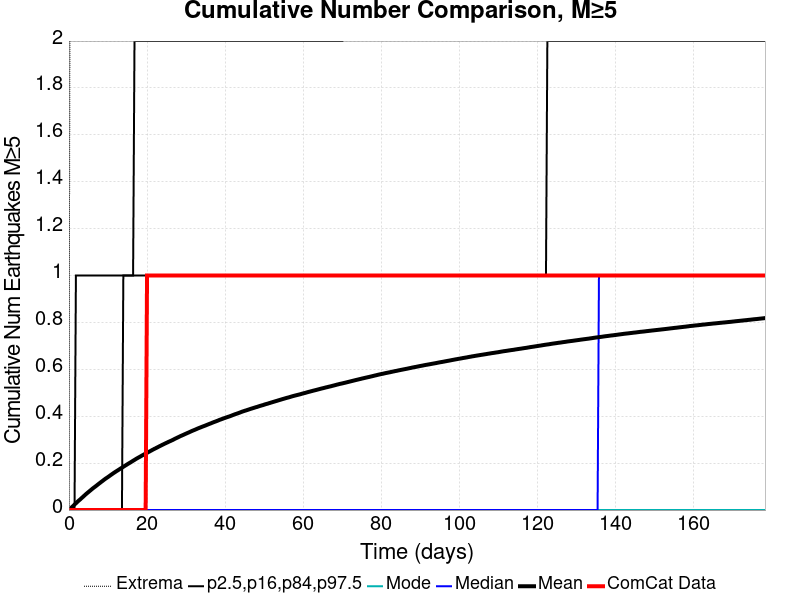 Cumulative Number Comparison, M≥5
Cumulative Num Earthquakes M≥5
2
1.8
1.6
1.4
1.2
1
0.8
0.6
0.4
0.2
0
0 20 40 60 80 100 120 140 160
Time (days)
Extrema p2.5,p16,p84,p97.5 Mode Median Mean ComCat Data